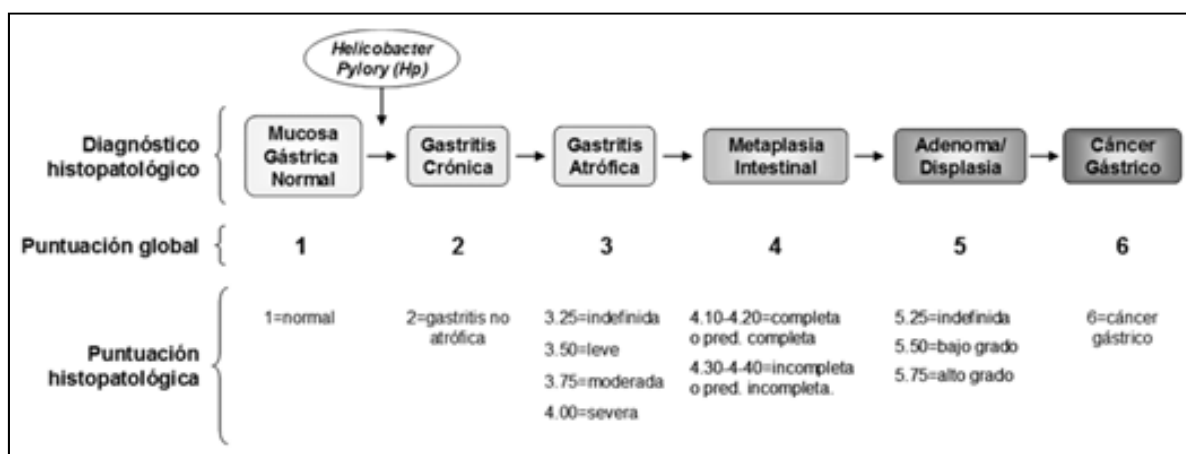 Helicobacter
Pylory (Hp)
Diagnóstico
histopatológico
Mucosa
Gástrica
Normal
Gastritis
Crónica
Gastritis
Atrófica
Metaplasia
Intestinal
Adenoma/
Displasia
Cáncer
Gástrico
Puntuación global
1
2
3
4
5
6
Puntuación
histopatológica
1=normal
2=gastritis no
atrófica
3.25=indefinida
3.50=leve
3.75=moderada
4.00=severa
4.10-4.20=completa
o pred. completa
4.30-4-40=incompleta
o pred. incompleta.
5.25=indefinida
5.50=bajo grado
5.75=alto grado
6=cáncer
gástrico